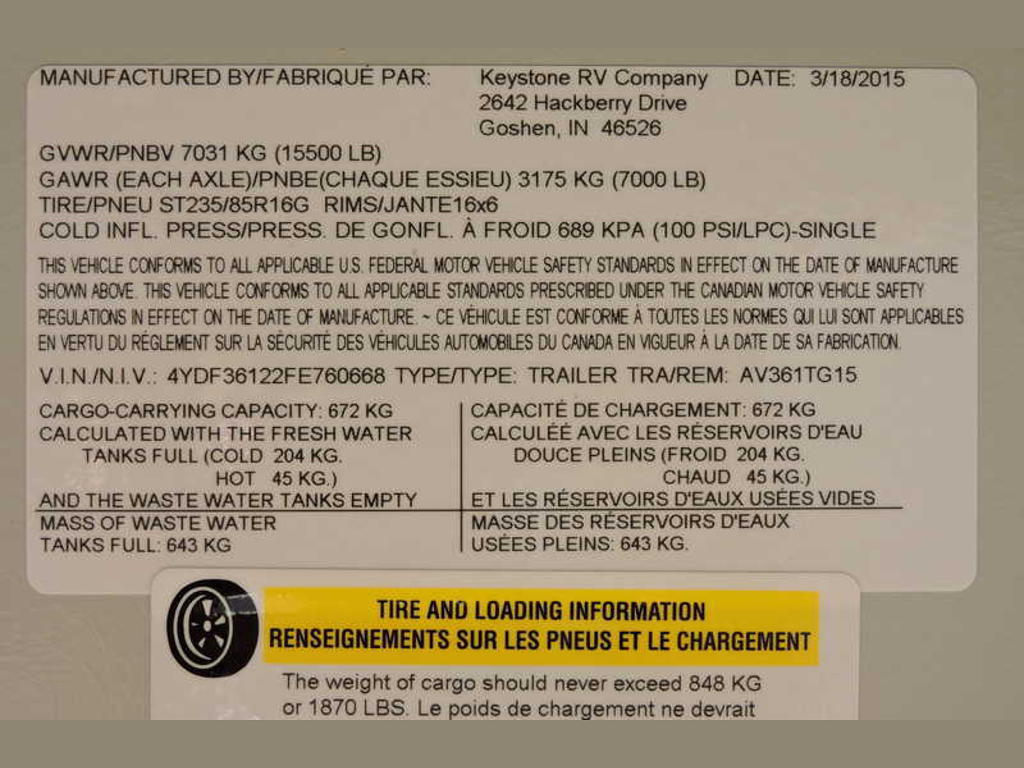 MANUFACTURED BY/FABRIQUÉ PAR: Keystone RV Company DATE: 3/18/2015
2642 Hackberry Drive
Goshen, IN 46526
GVWR/PNBV 7031 KG (15500 LB)
GAWR (EACH AXLE)/PNBE(CHAQUE ESSIEU) 3175 KG (7000 LB)
TIRE/PNEU ST235/85R16G RIMS/JANTE16x6
COLD INFL. PRESS/PRESS. DE GONFL. À FROID 689 KPA (100 PSI/LPC)-SINGLE
THIS VEHICLE CONFORMS TO ALL APPLICABLE U.S. FEDERAL MOTOR VEHICLE SAFETY STANDARDS IN EFFECT ON THE DATE OF MANUFACTURE
SHOWN ABOVE. THIS VEHICLE CONFORMS TO ALL APPLICABLE STANDARDS PRESCRIBED UNDER THE CANADIAN MOTOR VEHICLE SAFETY
REGULATIONS IN EFFECT ON THE DATE OF MANUFACTURE. ~ CE VÉHICULE EST CONFORME À TOUTES LES NORMES QUI LUI SONT APPLICABLES
EN VERTU DU RÉGLEMENT SUR LA SÉCURITÉ DES VÉHICULES AUTOMOBILES DU CANADA EN VIGUEUR À LA DATE DE SA FABRICATION.
V.I.N./N.I.V.: 4YDF36122FE760668 TYPE/TYPE: TRAILER TRA/REM: AV361TG15
CARGO-CARRYING CAPACITY: 672 KG
CALCULATED WITH THE FRESH WATER
TANKS FULL (COLD 204 KG.
HOT 45 KG.)
AND THE WASTE WATER TANKS EMPTY
MASS OF WASTE WATER
TANKS FULL: 643 KG
CAPACITÉ DE CHARGEMENT: 672 KG
CALCULÉE AVEC LES RÉSERVOIRS D'EAU
DOUCE PLEINS (FROID 204 KG.
CHAUD 45 KG.)
ET LES RÉSERVOIRS D'EAUX USÉES VIDES
MASSE DES RÉSERVOIRS D'EAUX
USÉES PLEINS: 643 KG.
TIRE AND LOADING INFORMATION
RENSEIGNEMENTS SUR LES PNEUS ET LE CHARGEMENT
The weight of cargo should never exceed 848 KG
or 1870 LBS. Le poids de chargement ne devrait